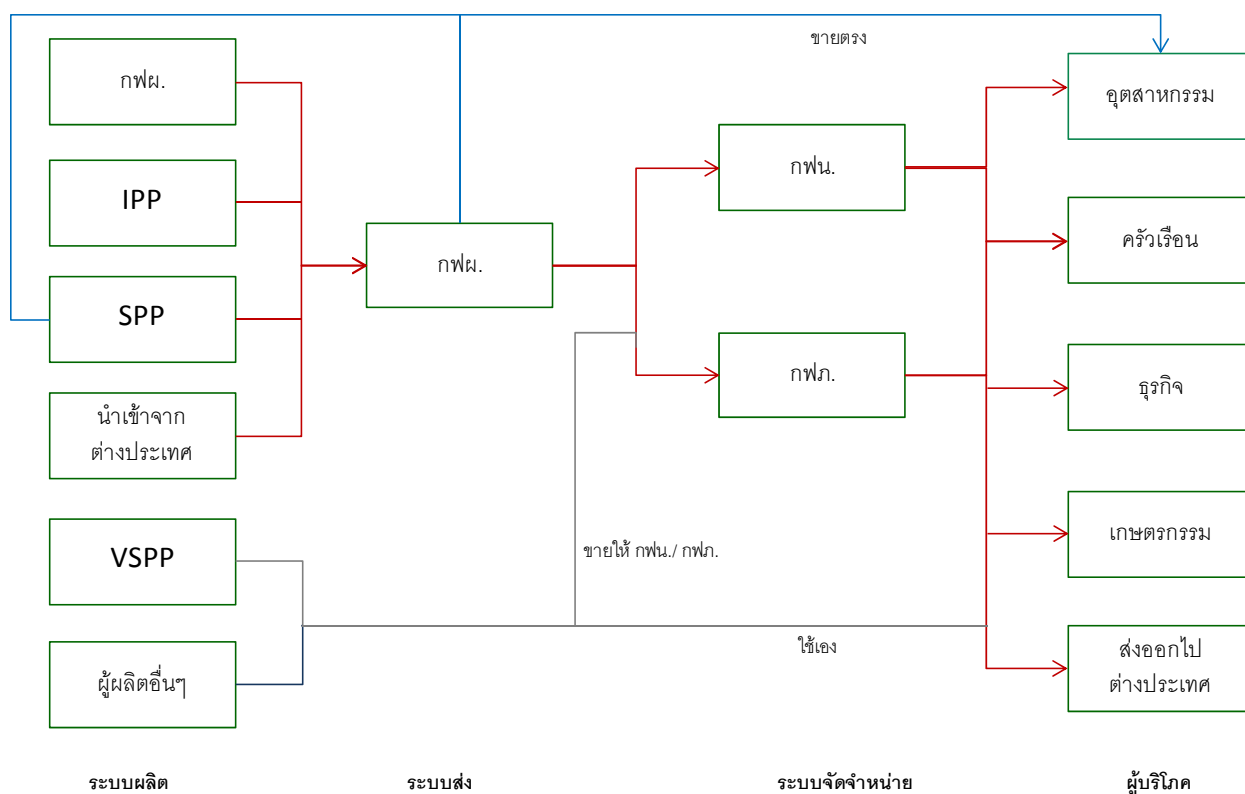 ขายตรง
กฟผ.
IPP
SPP
นำเข้าจาก
ต่างประเทศ
VSPP
ผู้ผลิตอื่นๆ
กฟผ.
กฟน.
กฟภ.
ขายให้ กฟน./ กฟภ.
ใช้เอง
อุตสาหกรรม
ครัวเรือน
ธุรกิจ
เกษตรกรรม
ส่งออกไป
ต่างประเทศ
ระบบผลิต
ระบบส่ง
ระบบจัดจำหน่าย
ผู้บริโภค